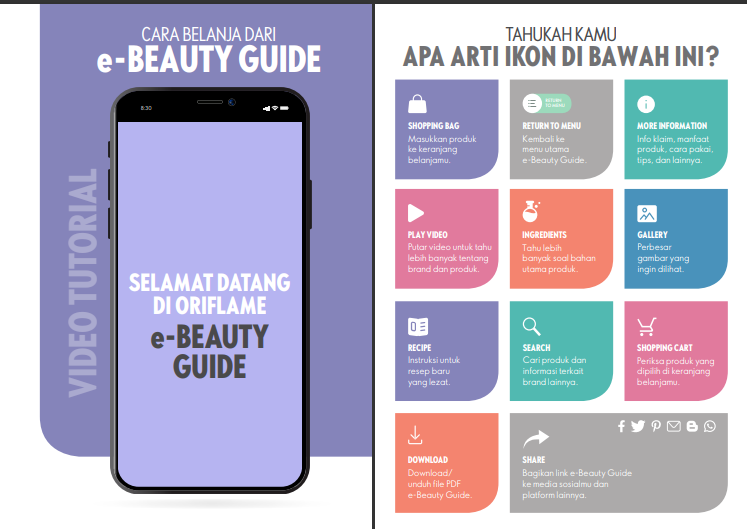 CARA BELANJA DARI
e-BEAUTY GUIDE
VIDEO TUTORIAL
8:30
SELAMAT DATANG
DI ORIFLAME
e-BEAUTY
GUIDE
TAHUKAH KAMU
APA ARTI IKON DI BAWAH INI?
SHOPPING BAG
Masukkan produk
ke keranjang
belanjamu.
RETURN
TO MENU
RETURN TO MENU
Kembali ke
menu utama
e-Beauty Guide.
MORE INFORMATION
Info klaim, manfaat
produk, cara pakai,
tips, dan lainnya.
PLAY VIDEO
Putar video untuk tahu
lebih banyak tentang
brand dan produk.
INGREDIENTS
Tahu lebih
banyak soal bahan
utama produk.
GALLERY
Perbesar
gambar yang
ingin dilihat.
RECIPE
Instruksi untuk
resep baru
yang lezat.
SEARCH
Cari produk dan
informasi terkait
brand lainnya.
SHOPPING CART
Periksa produk yang
dipilih di keranjang
belanjamu.
DOWNLOAD
Download/
unduh file PDF
e-Beauty Guide.
SHARE
Bagikan link e-Beauty Guide
ke media sosialmu dan
platform lainnya.